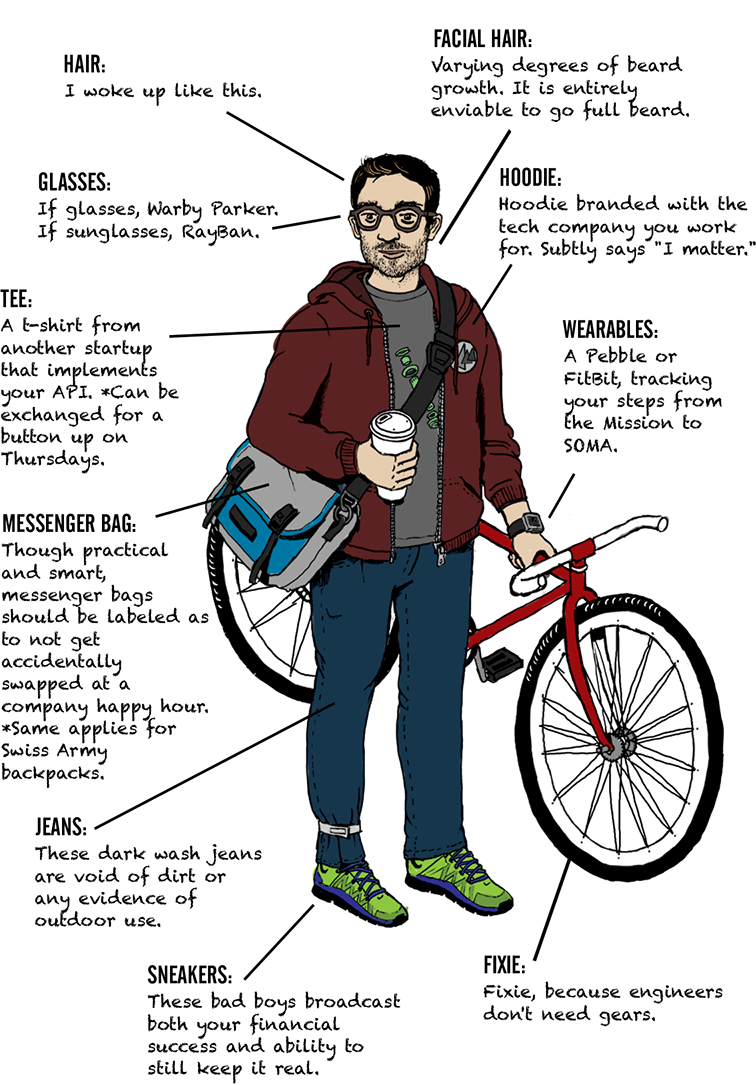 HAIR:
I woke up like this.
FACIAL HAIR:
Varying degrees of beard
growth. It is entirely
enviable to go full beard.
GLASSES:
If glasses, Warby Parker.
If sunglasses, RayBan.
HOODIE:
Hoodie branded with the
tech company you work
for. Subtly says "I matter."
TEE:
A t-shirt from
another startup
that implements
your API. *Can be
exchanged for a
button up on
Thursdays.
WEARABLES:
A Pebble or
FitBit, tracking
your steps from
the Mission to
SOMA.
MESSENGER BAG:
Though practical
and smart,
messenger bags
should be labeled as
to not get
accidentally
swapped at a
company happy hour.
*Same applies for
Swiss Army
backpacks.
JEANS:
These dark wash jeans
are void of dirt or
any evidence of
outdoor use.
SNEAKERS:
These bad boys broadcast
both your financial
success and ability to
still keep it real.
FIXIE:
Fixie, because engineers
don't need gears.